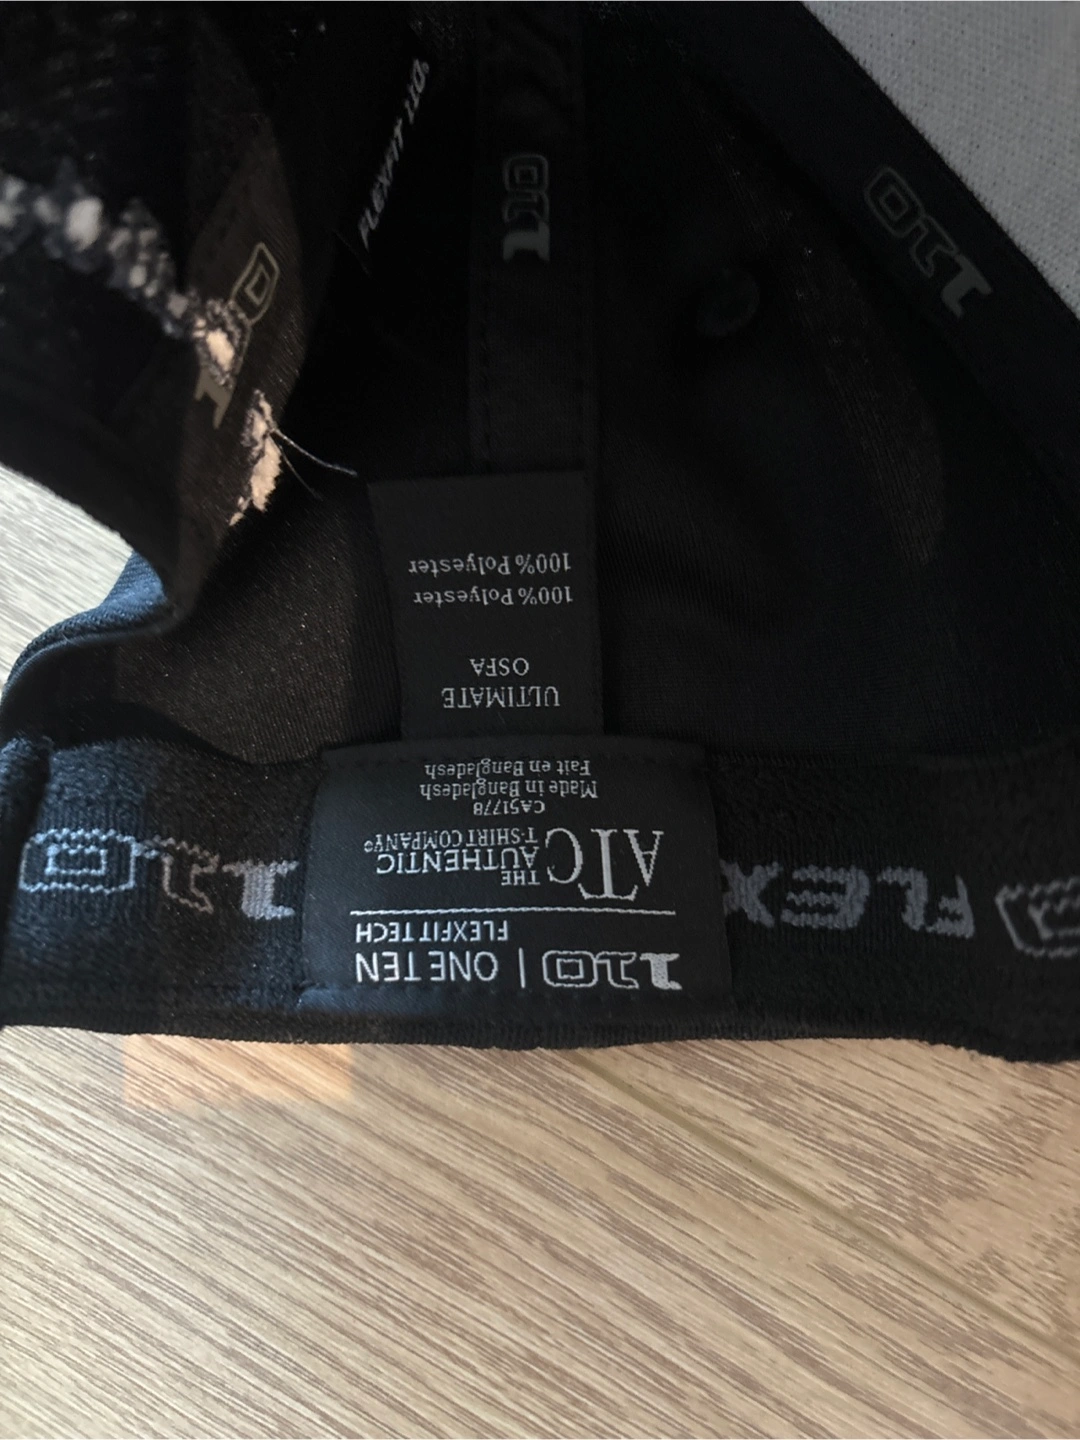 110 | ONE TEN
FLEXFIT TECH
ATC
THE
AUTHENTIC
T-SHIRT COMPANY®
CA51778
Made in Bangladesh
Fait en Bangladesh
ULTIMATE
OSFA
100% Polyester
100% Polyester
FLEXFIT 110®
110
110
110
110
FLEX